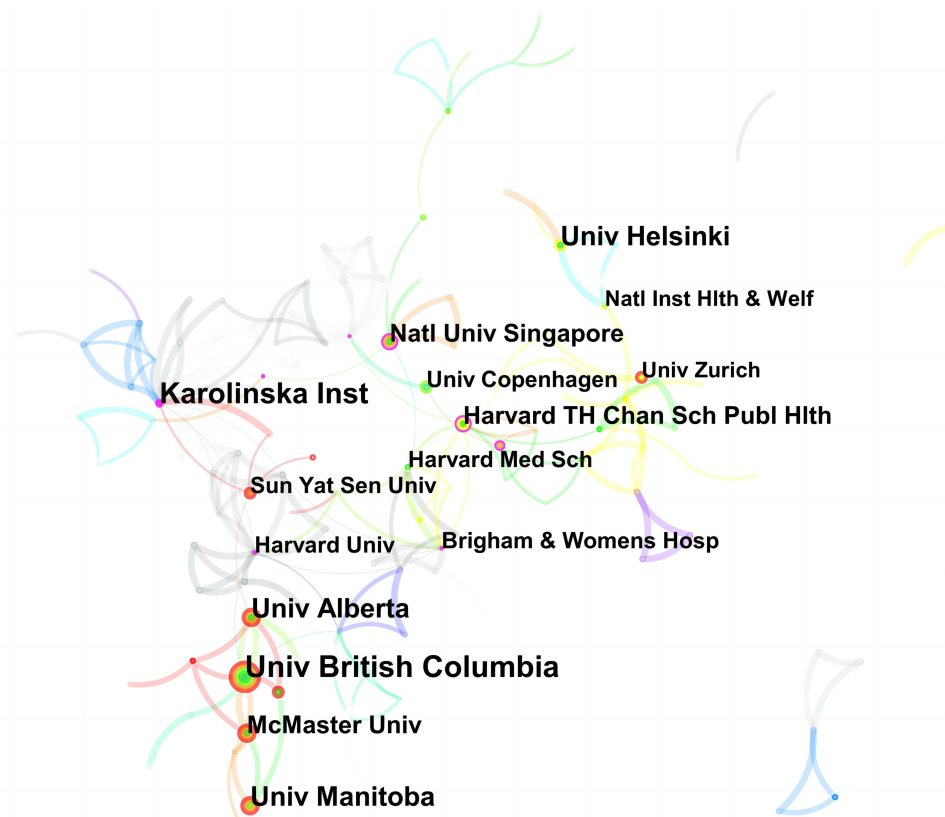 Univ Helsinki
Natl Inst Hlth & Welf
Natl Univ Singapore
Univ Zurich
Univ Copenhagen
Karolinska Inst
Harvard TH Chan Sch Publ Hlth
Harvard Med Sch
Sun Yat Sen Univ
Brigham & Womens Hosp
Harvard Univ
Univ Alberta
Univ British Columbia
McMaster Univ
Univ Manitoba